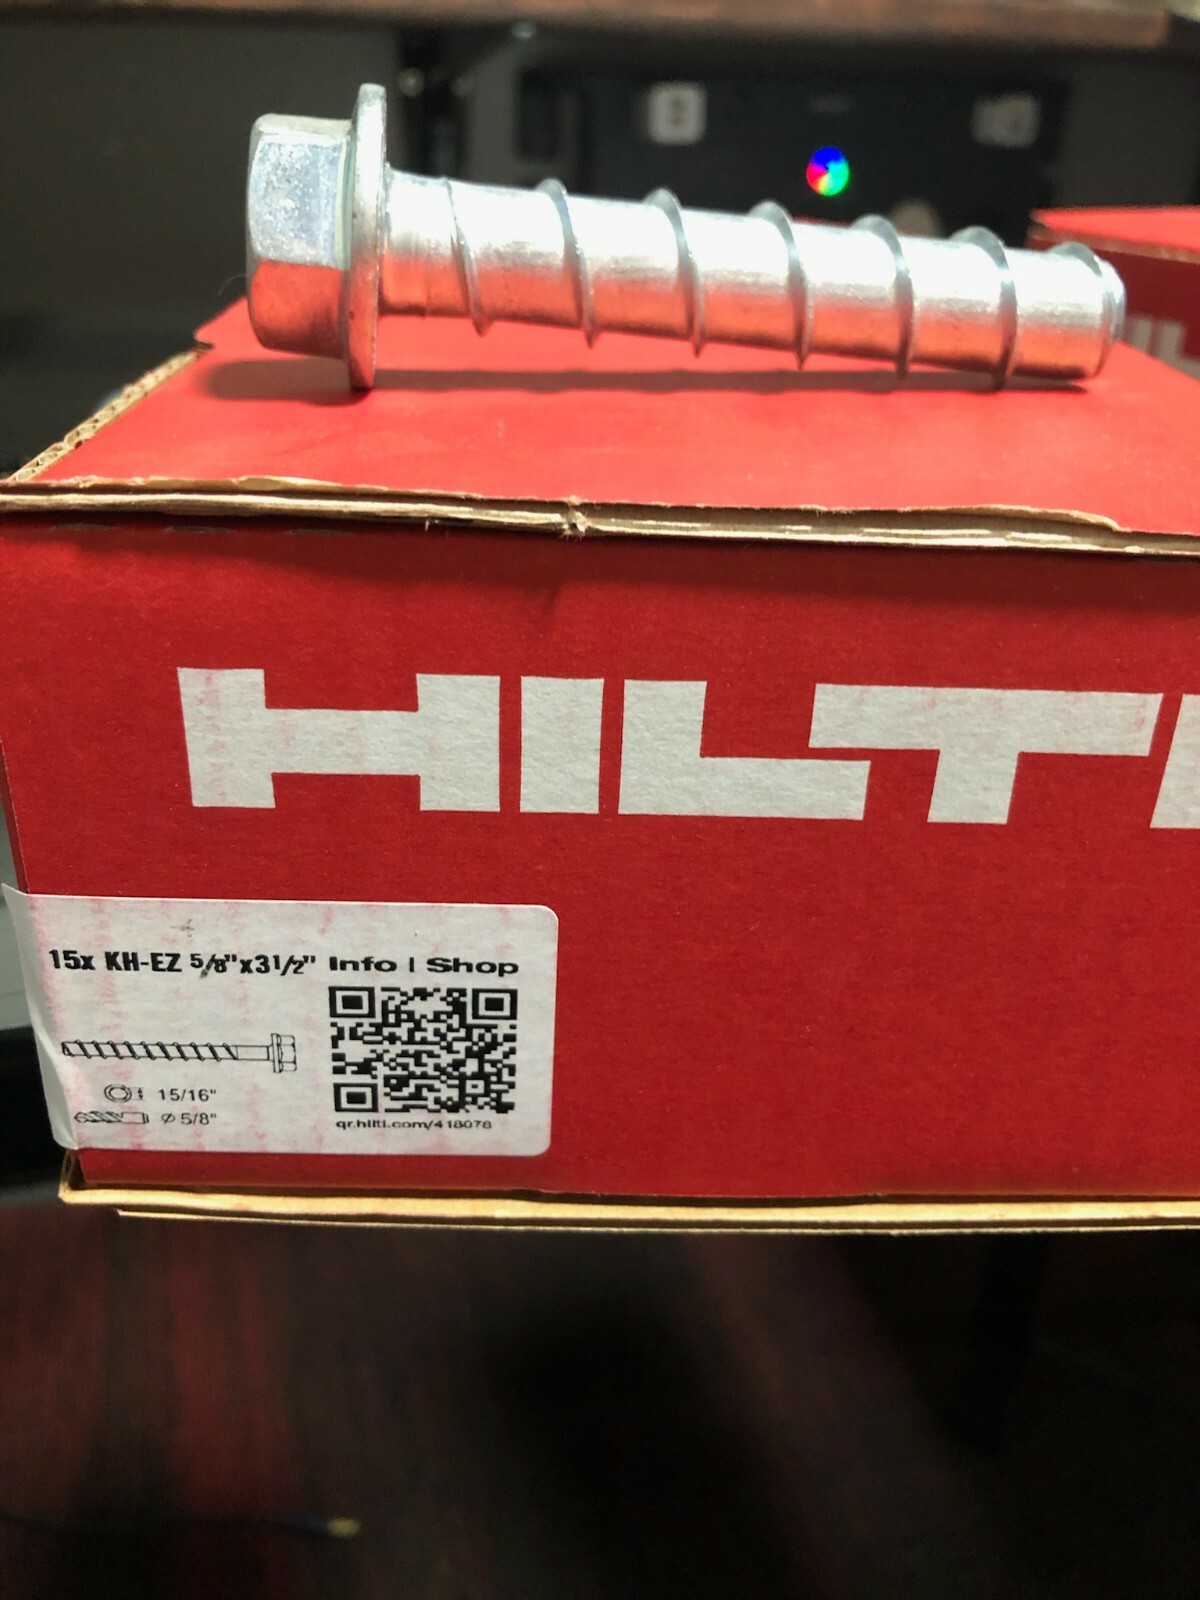 HILTI
15x KH-EZ 5/8"x3 1/2" Info | Shop
15/16"
Ø 5/8"
qr.hilti.com/418078